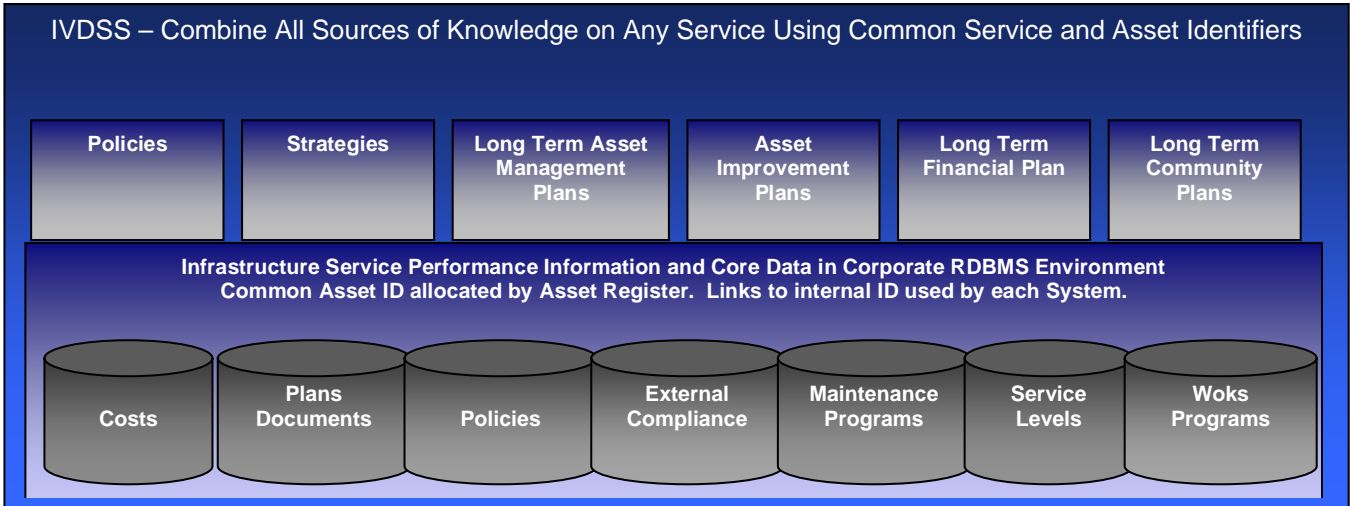 IVDSS – Combine All Sources of Knowledge on Any Service Using Common Service and Asset Identifiers
Policies
Strategies
Long Term Asset
Management
Plans
Asset
Improvement
Plans
Long Term
Financial Plan
Long Term
Community
Plans
Infrastructure Service Performance Information and Core Data in Corporate RDBMS Environment
Common Asset ID allocated by Asset Register.  Links to internal ID used by each System.
Costs
Plans
Documents
Policies
External
Compliance
Maintenance
Programs
Service
Levels
Woks
Programs